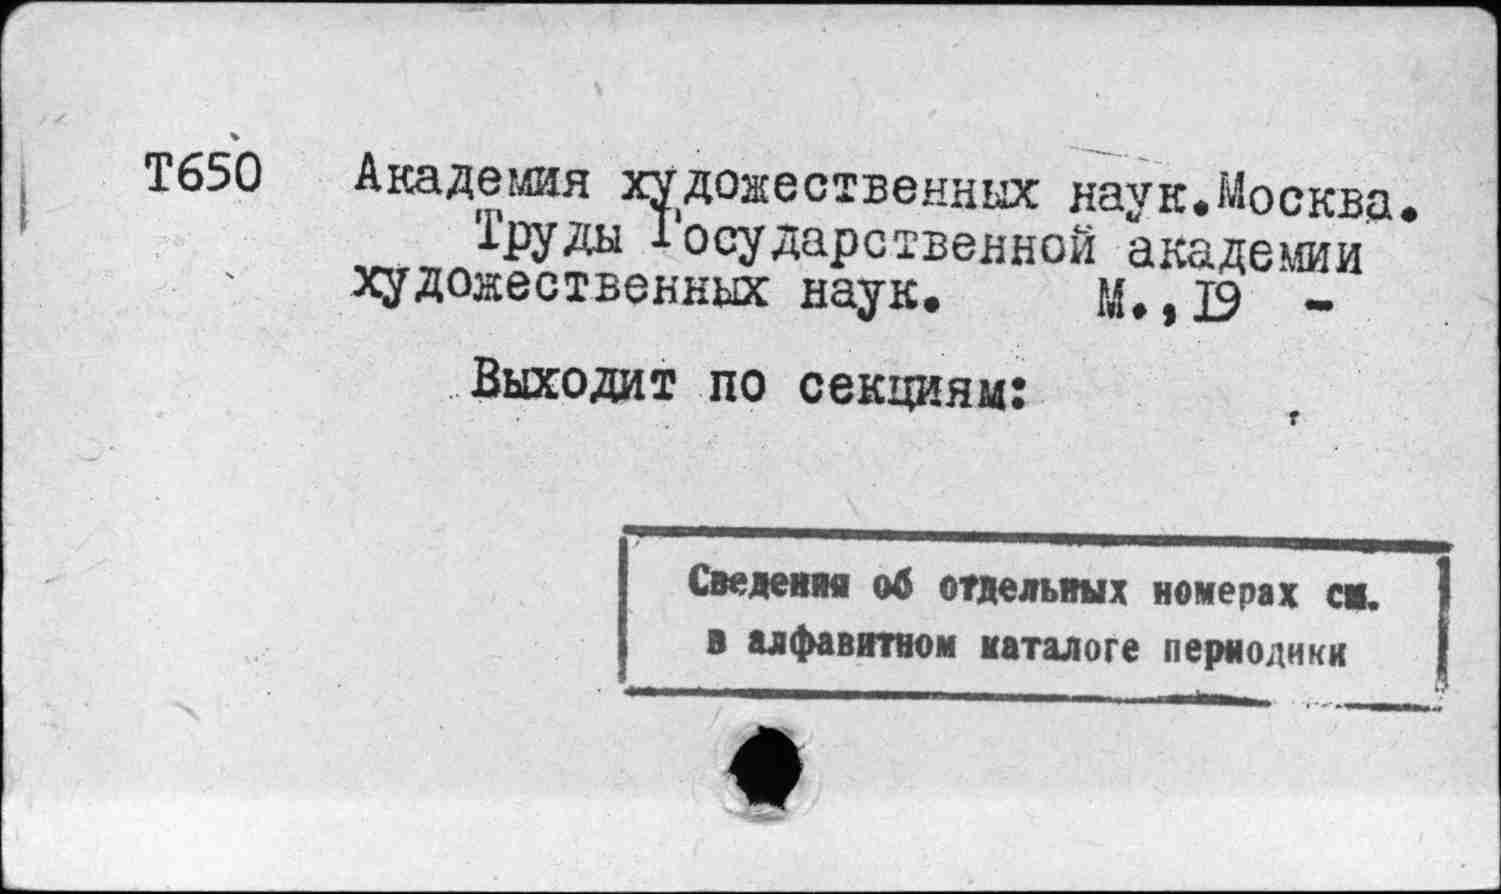 Т650 Академия художественных наук.Москва.
Труды Государственной академии
художественных наук. М.,19 -
Выходит по секциям:
Сведения об отдельных номерах см.
в алфавитном каталоге периодики